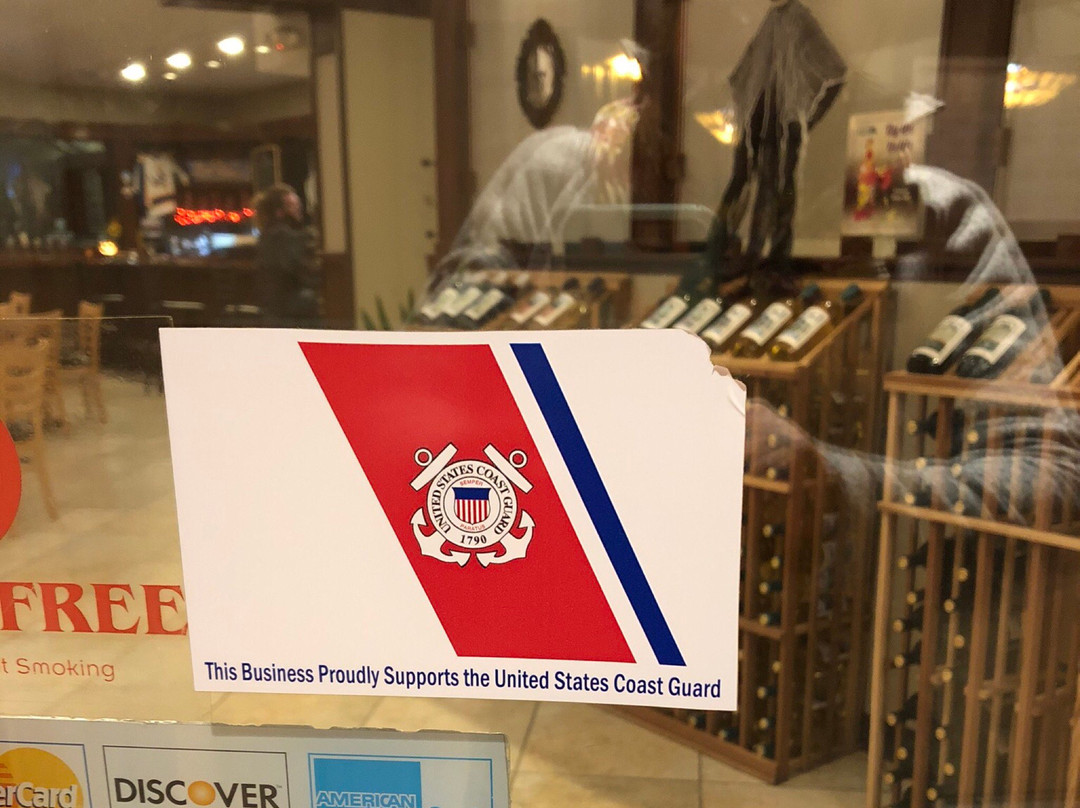 UNITED STATES COAST GUARD
SEMPER
PARATUS
1790
This Business Proudly Supports the United States Coast Guard
FREE
t Smoking
erCard
DISCOVER
AMERICAN